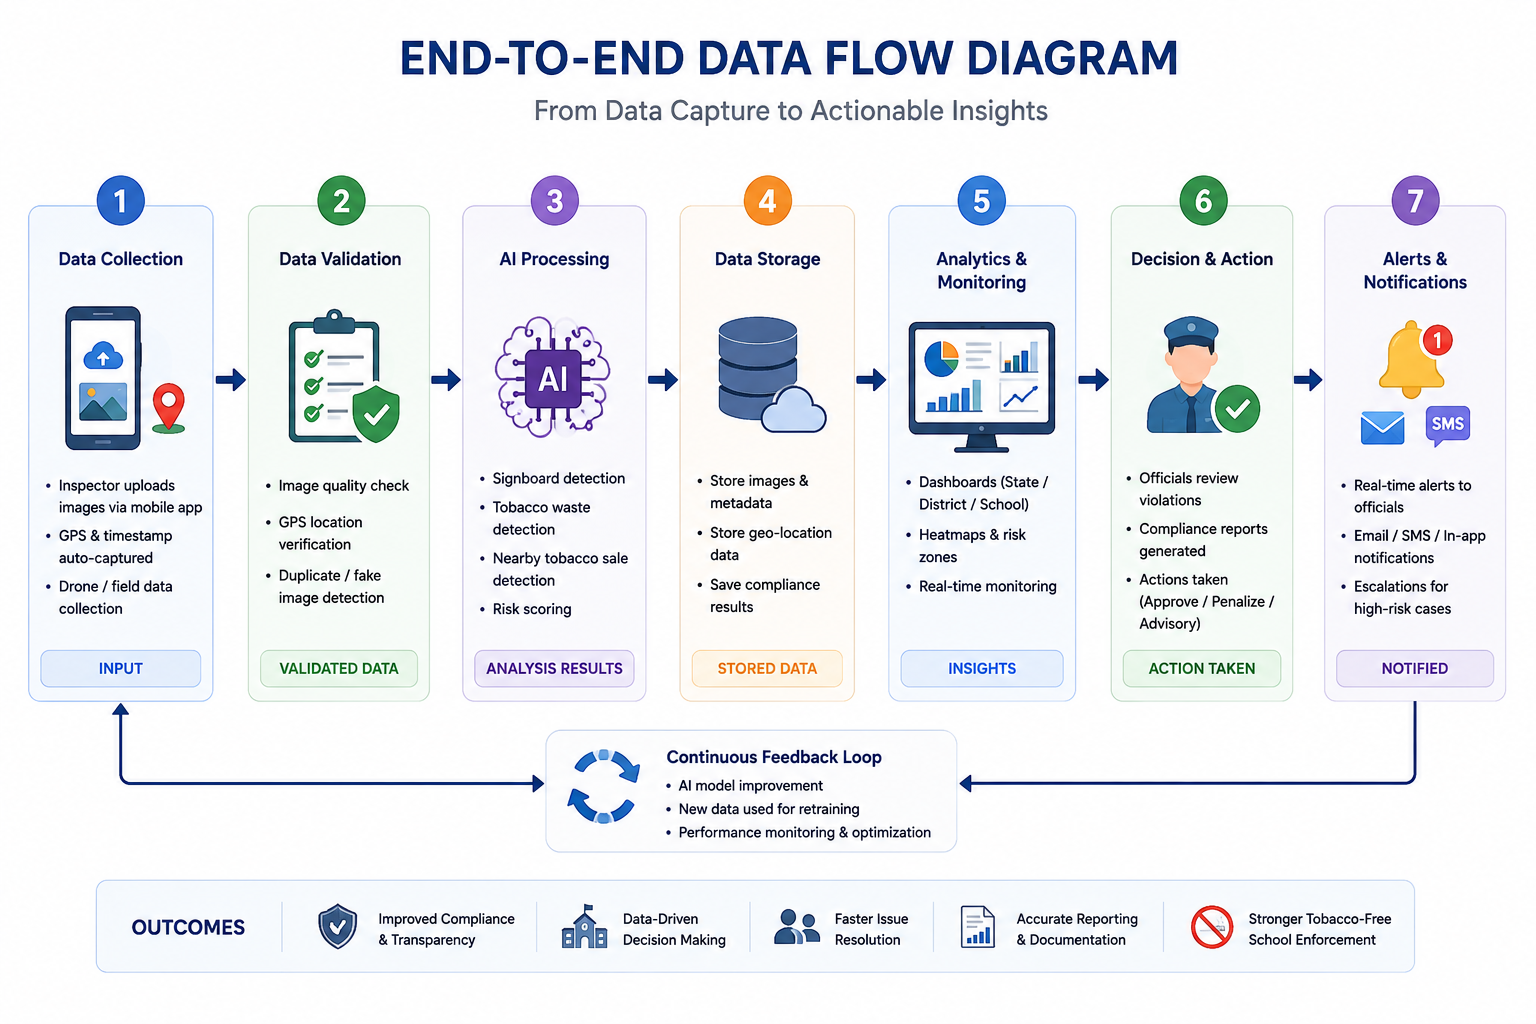 END-TO-END DATA FLOW DIAGRAM
From Data Capture to Actionable Insights
1
Data Collection
• Inspector uploads
images via mobile app
• GPS & timestamp
auto-captured
• Drone / field data
collection
INPUT
2
Data Validation
• Image quality check
• GPS location
verification
• Duplicate / fake
image detection
VALIDATED DATA
3
AI Processing
AI
• Signboard detection
• Tobacco waste
detection
• Nearby tobacco sale
detection
• Risk scoring
ANALYSIS RESULTS
4
Data Storage
• Store images &
metadata
• Store geo-location
data
• Save compliance
results
STORED DATA
5
Analytics &
Monitoring
• Dashboards (State /
District / School)
• Heatmaps & risk
zones
• Real-time monitoring
INSIGHTS
6
Decision & Action
• Officials review
violations
• Compliance reports
generated
• Actions taken
(Approve / Penalize /
Advisory)
ACTION TAKEN
7
Alerts &
Notifications
1
SMS
• Real-time alerts to
officials
• Email / SMS / In-app
notifications
• Escalations for
high-risk cases
NOTIFIED
Continuous Feedback Loop
• AI model improvement
• New data used for retraining
• Performance monitoring & optimization
OUTCOMES
Improved Compliance
& Transparency
Data-Driven
Decision Making
Faster Issue
Resolution
Accurate Reporting
& Documentation
Stronger Tobacco-Free
School Enforcement